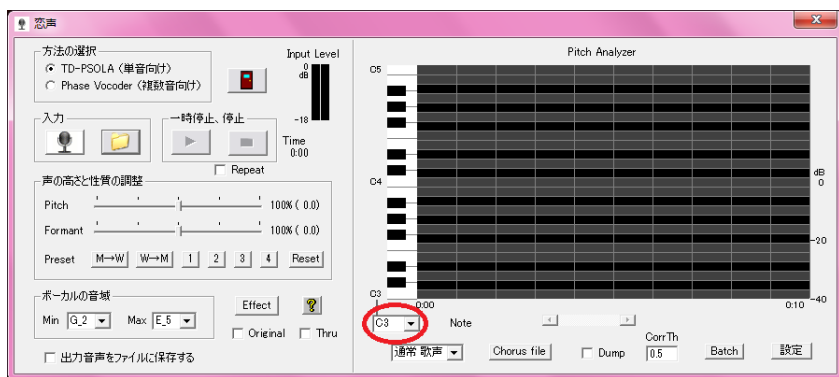 恋声
方法の選択
TD-PSOLA (単音向け)
Phase Vocoder (複数音向け)
Input Level
0
dB
-18
入力
一時停止、停止
Time
0:00
Repeat
声の高さと性質の調整
Pitch 100% ( 0.0)
Formant 100% ( 0.0)
Preset M→W W→M 1 2 3 4 Reset
ボーカルの音域
Min G_2 Max E_5
Effect
Original Thru
出力音声をファイルに保存する
Pitch Analyzer
C5
C4
C3
dB
0
-20
-40
0:00 0:10
C3 Note
通常 歌声 Chorus file Dump CorrTh 0.5 Batch 設定